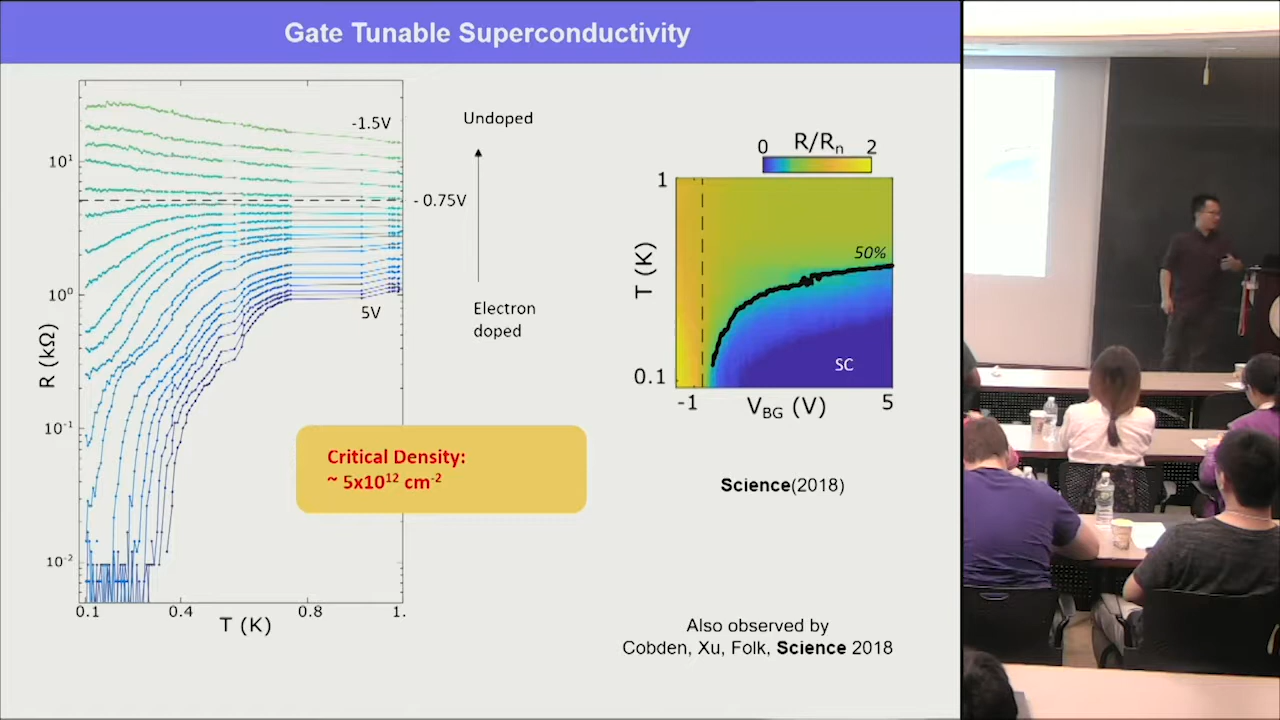 Gate Tunable Superconductivity
-1.5V
10¹
- 0.75V
10⁰
5V
10⁻¹
10⁻²
R (kΩ)
0.1 0.4 0.8 1.
T (K)
Undoped
Electron
doped
Critical Density:
~ 5x10¹² cm⁻²
0 R/Rₙ 2
1
50%
T (K)
SC
0.1
-1 V_BG (V) 5
Science(2018)
Also observed by
Cobden, Xu, Folk, Science 2018